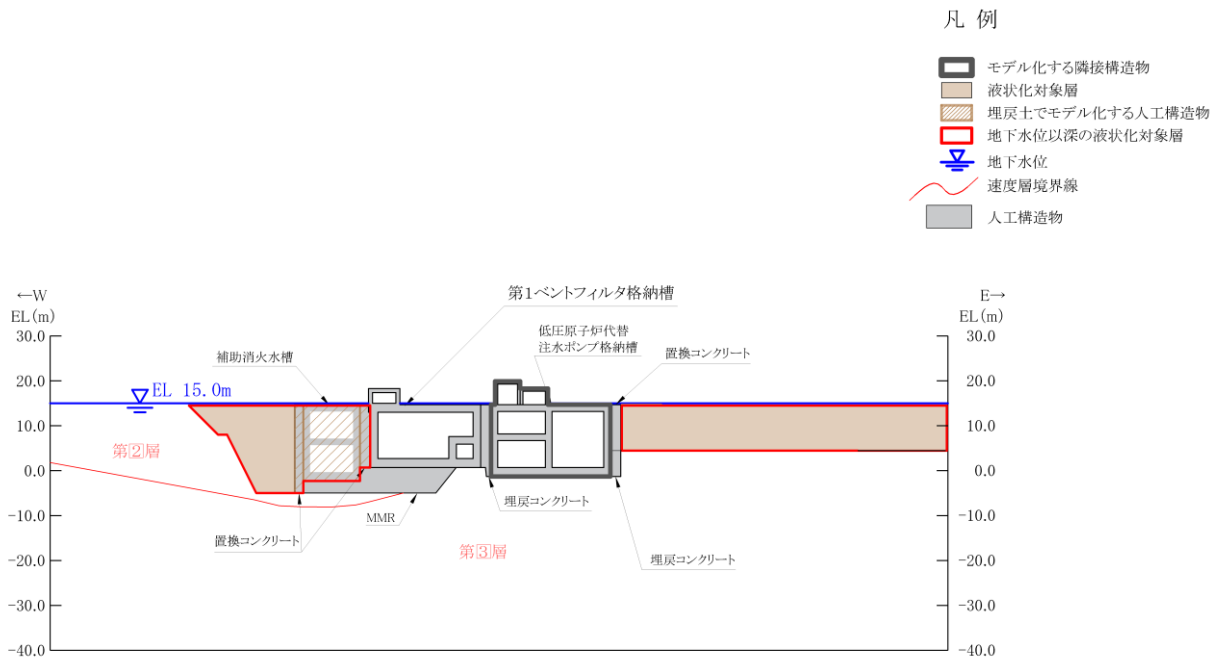 凡 例
モデル化する隣接構造物
液状化対象層
埋戻土でモデル化する人工構造物
地下水位以深の液状化対象層
地下水位
速度層境界線
人工構造物
←W
EL(m)
E→
EL(m)
第1ベントフィルタ格納槽
低圧原子炉代替
注水ポンプ格納槽
置換コンクリート
補助消火水槽
EL 15.0m
30.0
20.0
10.0
0.0
-10.0
-20.0
-30.0
-40.0
第2層
第3層
置換コンクリート
MMR
埋戻コンクリート
埋戻コンクリート
30.0
20.0
10.0
0.0
-10.0
-20.0
-30.0
-40.0